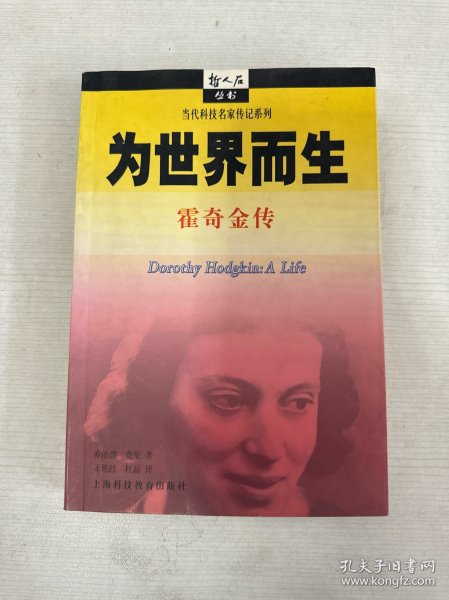 哲人石
丛书
当代科技名家传记系列
为世界而生
霍奇金传
Dorothy Hodgkin: A Life
乔治娜·费里 著
王艳红 杜磊 译
上海科技教育出版社
孔夫子旧书网
www.kongfz.com